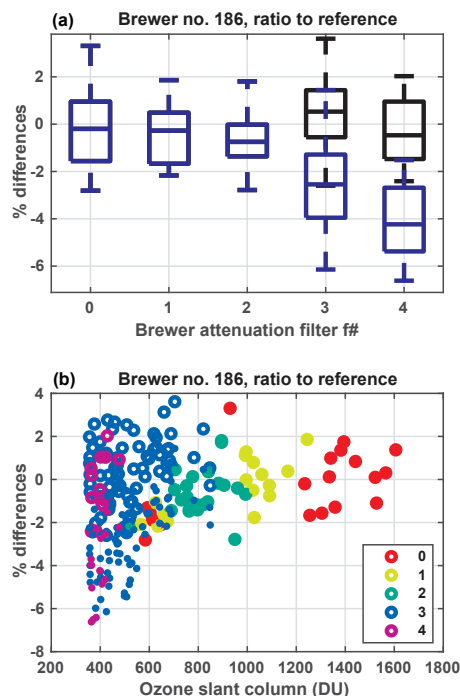 (a) Brewer no. 186, ratio to reference
2
0
-2
-4
-6
% differences
0 1 2 3 4
Brewer attenuation filter f#
(b) Brewer no. 186, ratio to reference
4
2
0
-2
-4
-6
-8
% differences
0
1
2
3
4
200 400 600 800 1000 1200 1400 1600 1800
Ozone slant column (DU)